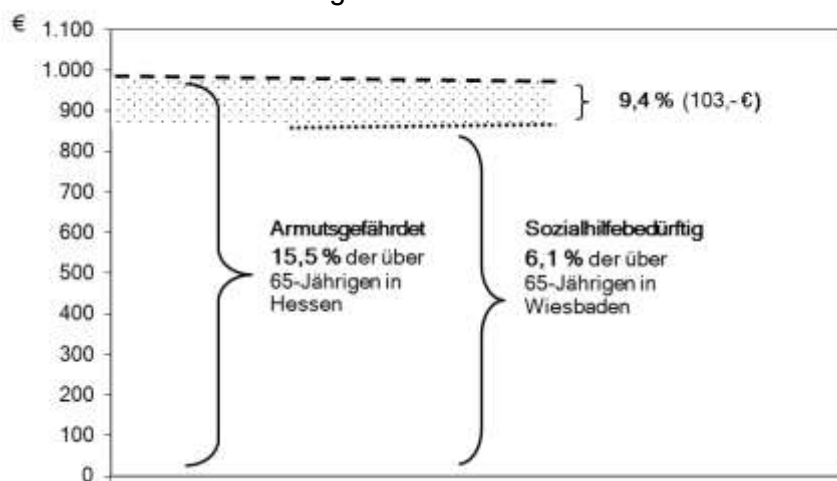 €
1.100
1.000
900
800
700
600
500
400
300
200
100
0
9,4 % (103,- €)
Armutsgefährdet
15,5 % der über
65-Jährigen in
Hessen
Sozialhilfebedürftig
6,1 % der über
65-Jährigen in
Wiesbaden